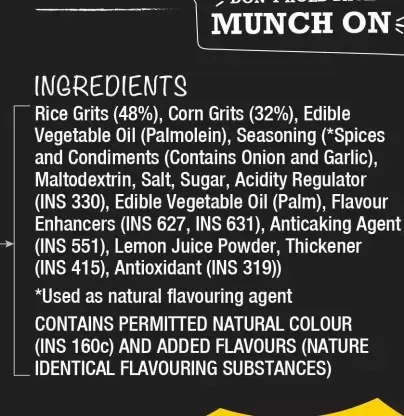 MUNCH ON
INGREDIENTS
Rice Grits (48%), Corn Grits (32%), Edible
Vegetable Oil (Palmolein), Seasoning (*Spices
and Condiments (Contains Onion and Garlic),
Maltodextrin, Salt, Sugar, Acidity Regulator
(INS 330), Edible Vegetable Oil (Palm), Flavour
Enhancers (INS 627, INS 631), Anticaking Agent
(INS 551), Lemon Juice Powder, Thickener
(INS 415), Antioxidant (INS 319))
*Used as natural flavouring agent
CONTAINS PERMITTED NATURAL COLOUR
(INS 160c) AND ADDED FLAVOURS (NATURE
IDENTICAL FLAVOURING SUBSTANCES)